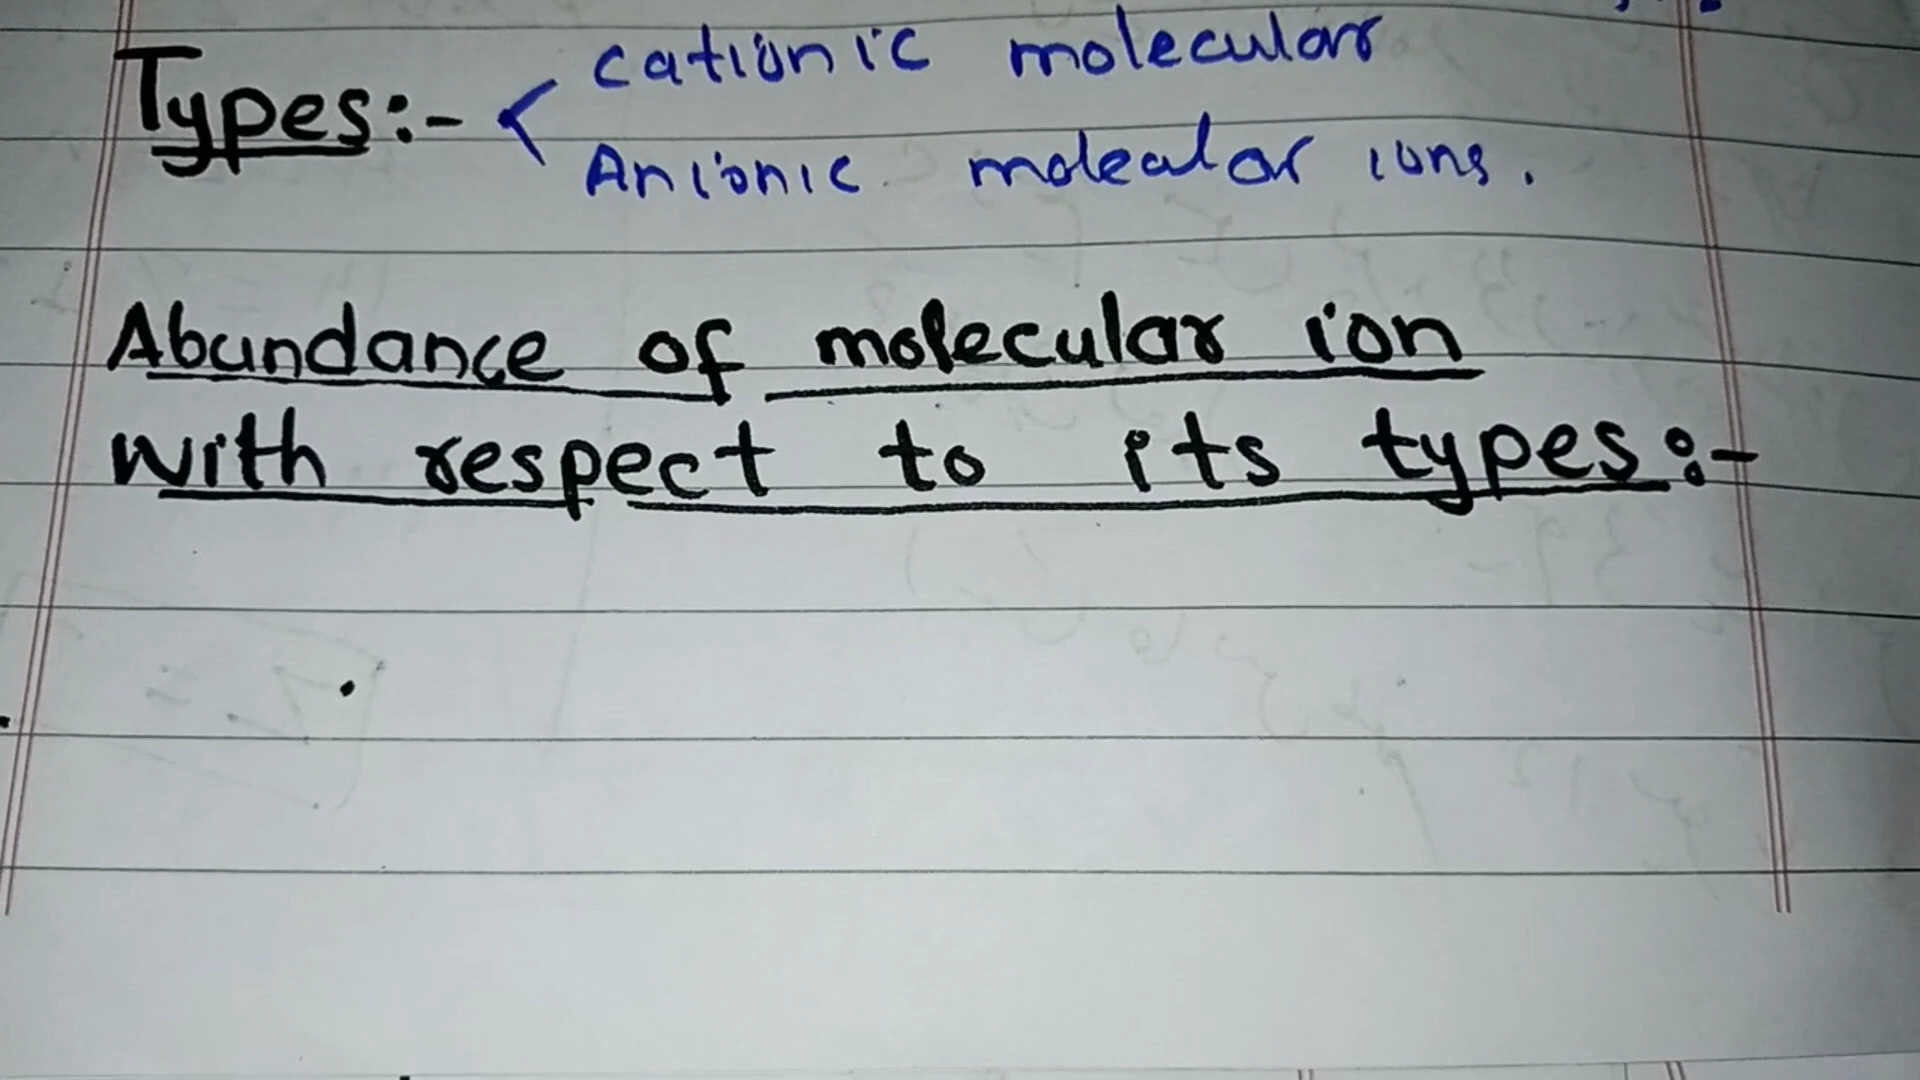 Types:- < cationic molecular
Anionic molecular ions.
Abundance of molecular ion
with respect to its types:-